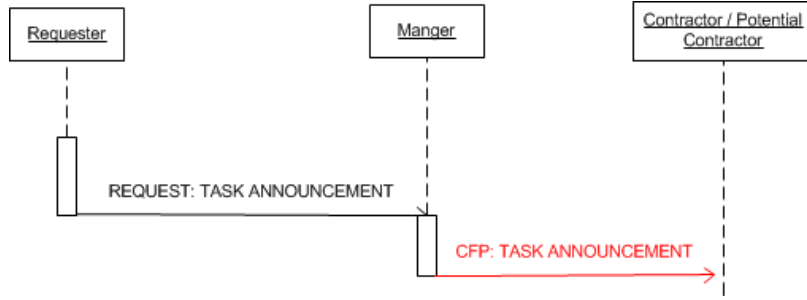 Requester
Manger
Contractor / Potential
Contractor
REQUEST: TASK ANNOUNCEMENT
CFP: TASK ANNOUNCEMENT